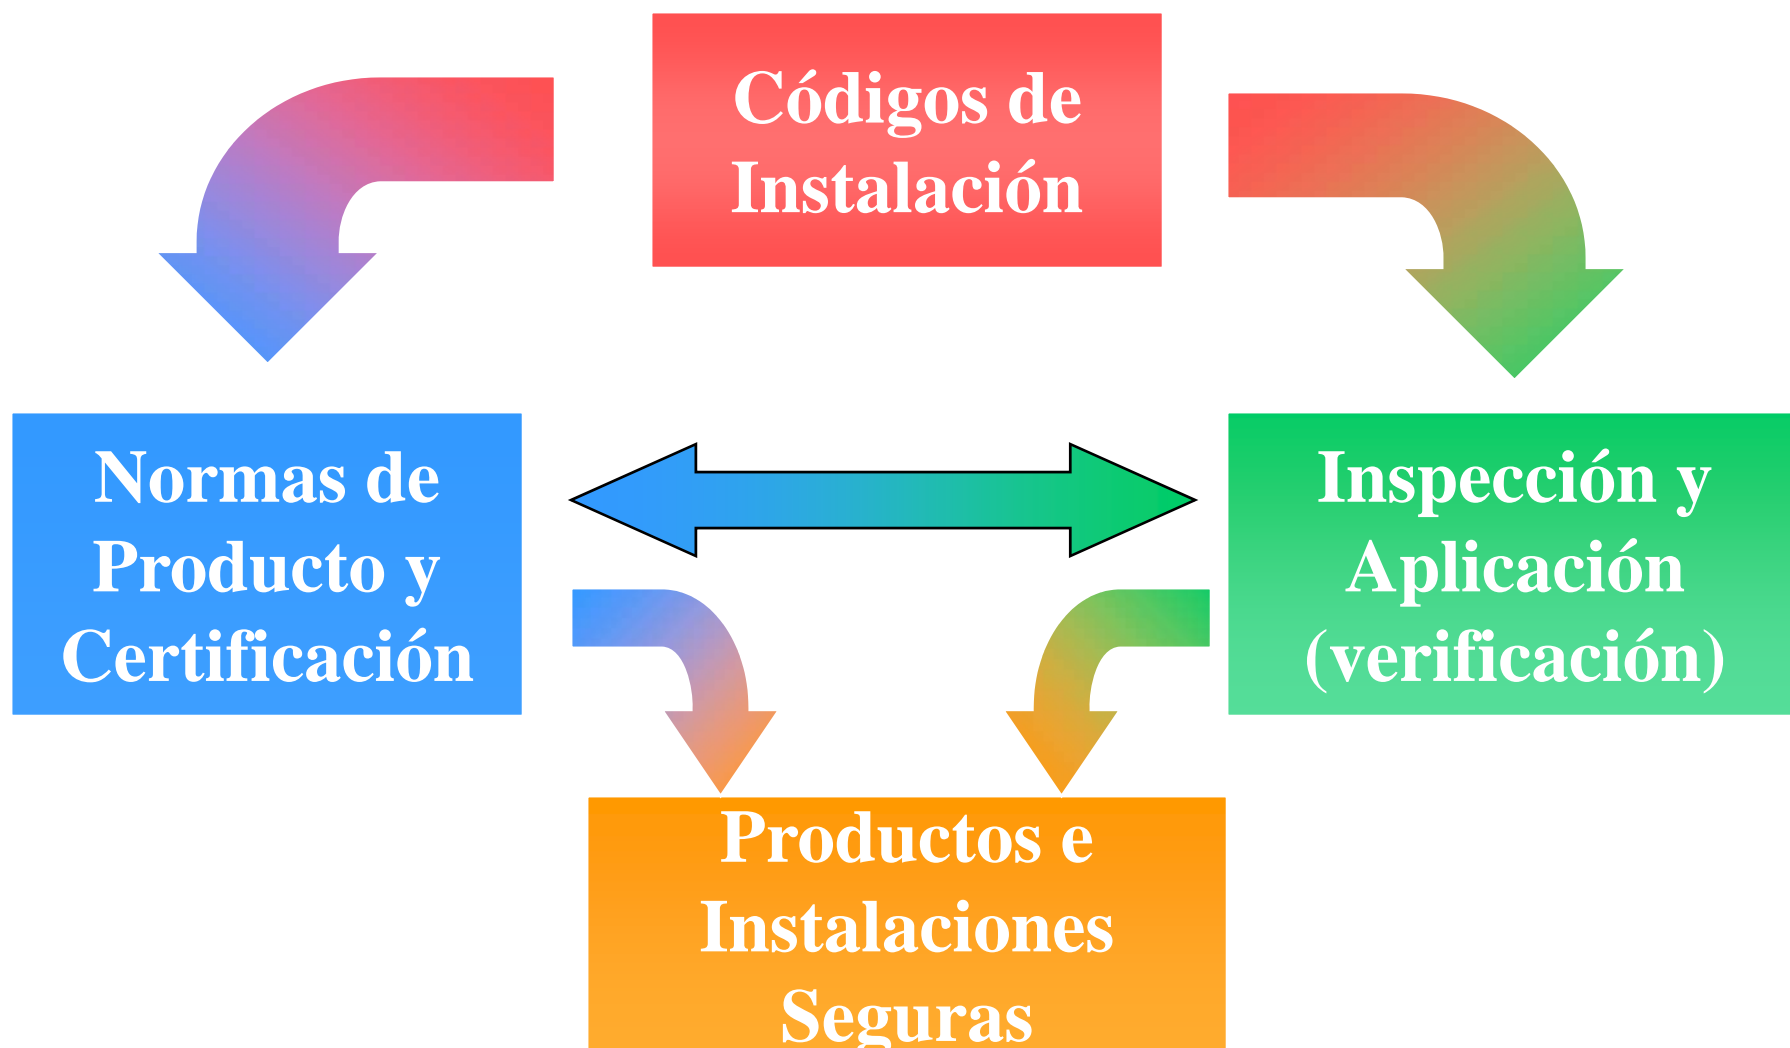 Códigos de
Instalación
Normas de
Producto y
Certificación
Inspección y
Aplicación
(verificación)
Productos e
Instalaciones
Seguras